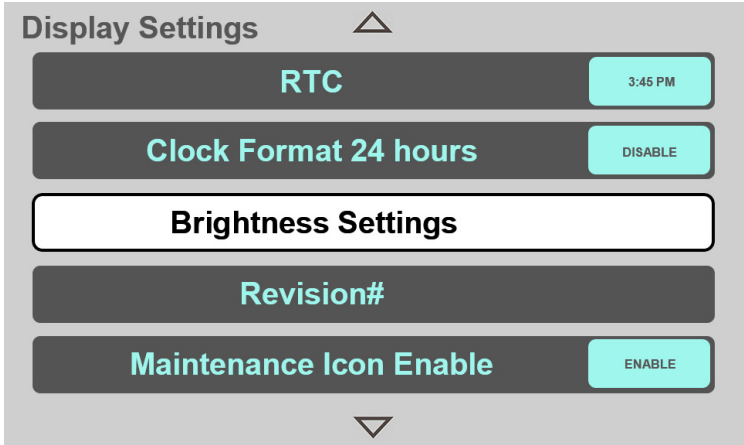 Display Settings
RTC
3:45 PM
Clock Format 24 hours
DISABLE
Brightness Settings
Revision#
Maintenance Icon Enable
ENABLE